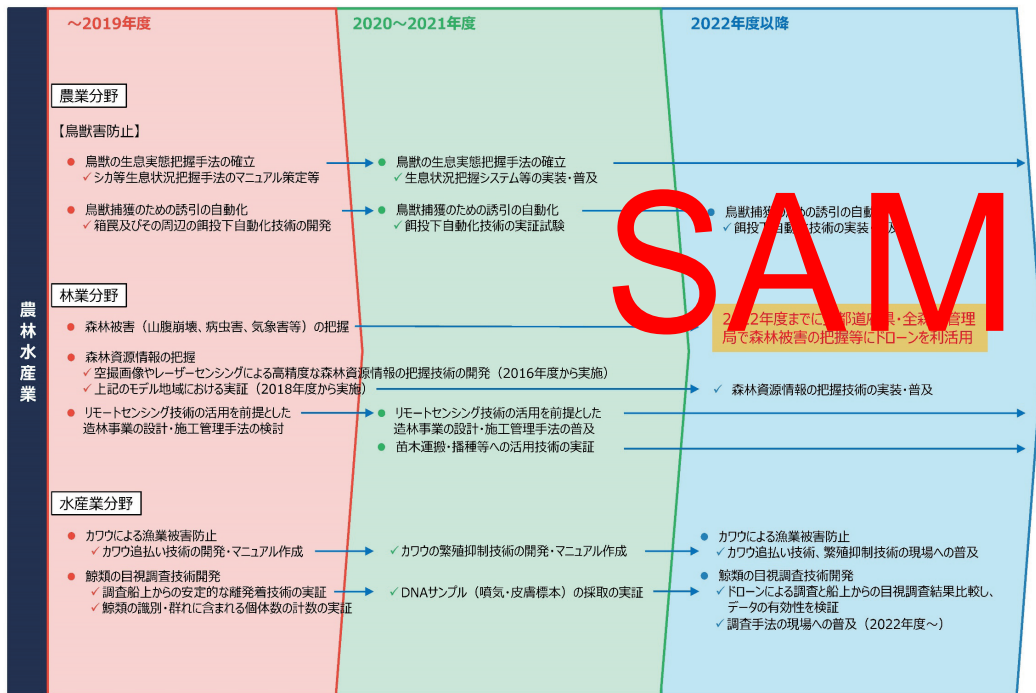 ～2019年度
2020～2021年度
2022年度以降
農林水産業
農業分野
【鳥獣害防止】
● 鳥獣の生息実態把握手法の確立
✓シカ等生息状況把握手法のマニュアル策定等
● 鳥獣の生息実態把握手法の確立
✓生息状況把握システム等の実装・普及
● 鳥獣捕獲のための誘引の自動化
✓箱罠及びその周辺の餌投下自動化技術の開発
● 鳥獣捕獲のための誘引の自動化
✓餌投下自動化技術の実証試験
● 鳥獣捕獲のための誘引の自動
✓餌投下自動化技術の実装・普及
SAM
林業分野
● 森林被害（山腹崩壊、病虫害、気象害等）の把握
2022年度までに 都道府県・全森 管理
局で森林被害の把握等にドローンを利活用
● 森林資源情報の把握
✓空撮画像やレーザーセンシングによる高精度な森林資源情報の把握技術の開発（2016年度から実施）
✓上記のモデル地域における実証（2018年度から実施）
✓ 森林資源情報の把握技術の実装・普及
● リモートセンシング技術の活用を前提とした
造林事業の設計・施工管理手法の検討
● リモートセンシング技術の活用を前提とした
造林事業の設計・施工管理手法の普及
● 苗木運搬・播種等への活用技術の実証
水産業分野
● カワウによる漁業被害防止
✓カワウ追払い技術の開発・マニュアル作成
✓カワウの繁殖抑制技術の開発・マニュアル作成
● カワウによる漁業被害防止
✓カワウ追払い技術、繁殖抑制技術の現場への普及
● 鯨類の目視調査技術開発
✓調査船上からの安定的な離発着技術の実証
✓鯨類の識別・群れに含まれる個体数の計数の実証
✓DNAサンプル（噴気・皮膚標本）の採取の実証
● 鯨類の目視調査技術開発
✓ドローンによる調査と船上からの目視調査結果比較し、
データの有効性を検証
✓調査手法の現場への普及（2022年度～）